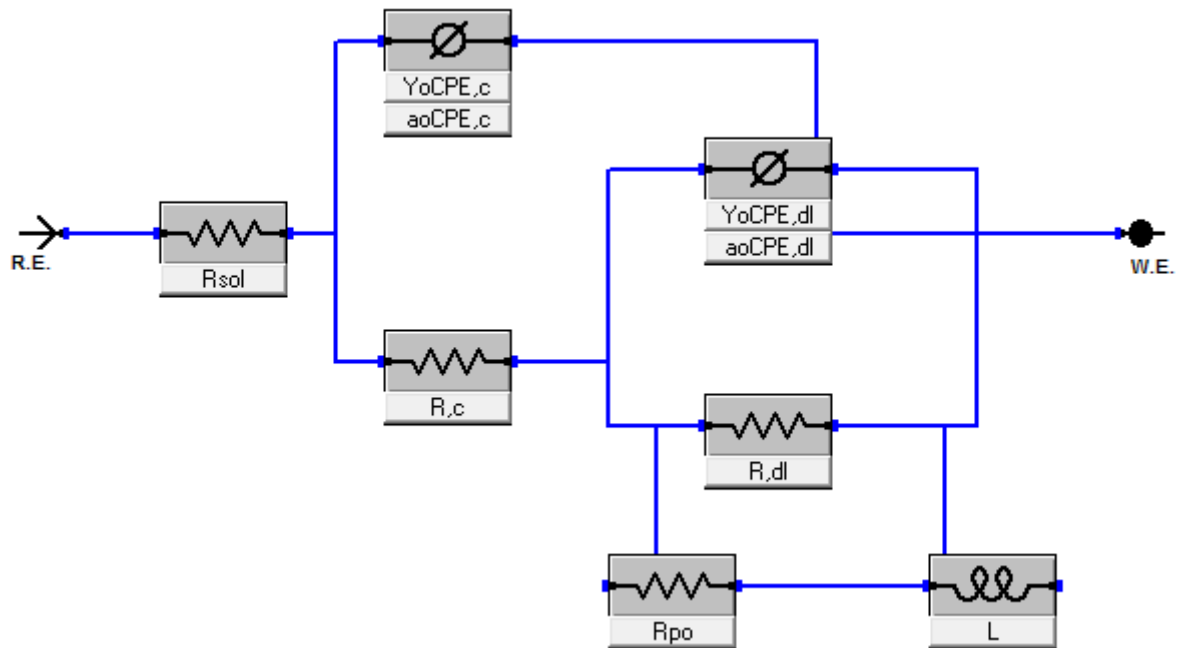 YoCPE,c
aoCPE,c
YoCPE,dl
aoCPE,dl
R.E.
Rsol
W.E.
R,c
R,dl
Rpo
L